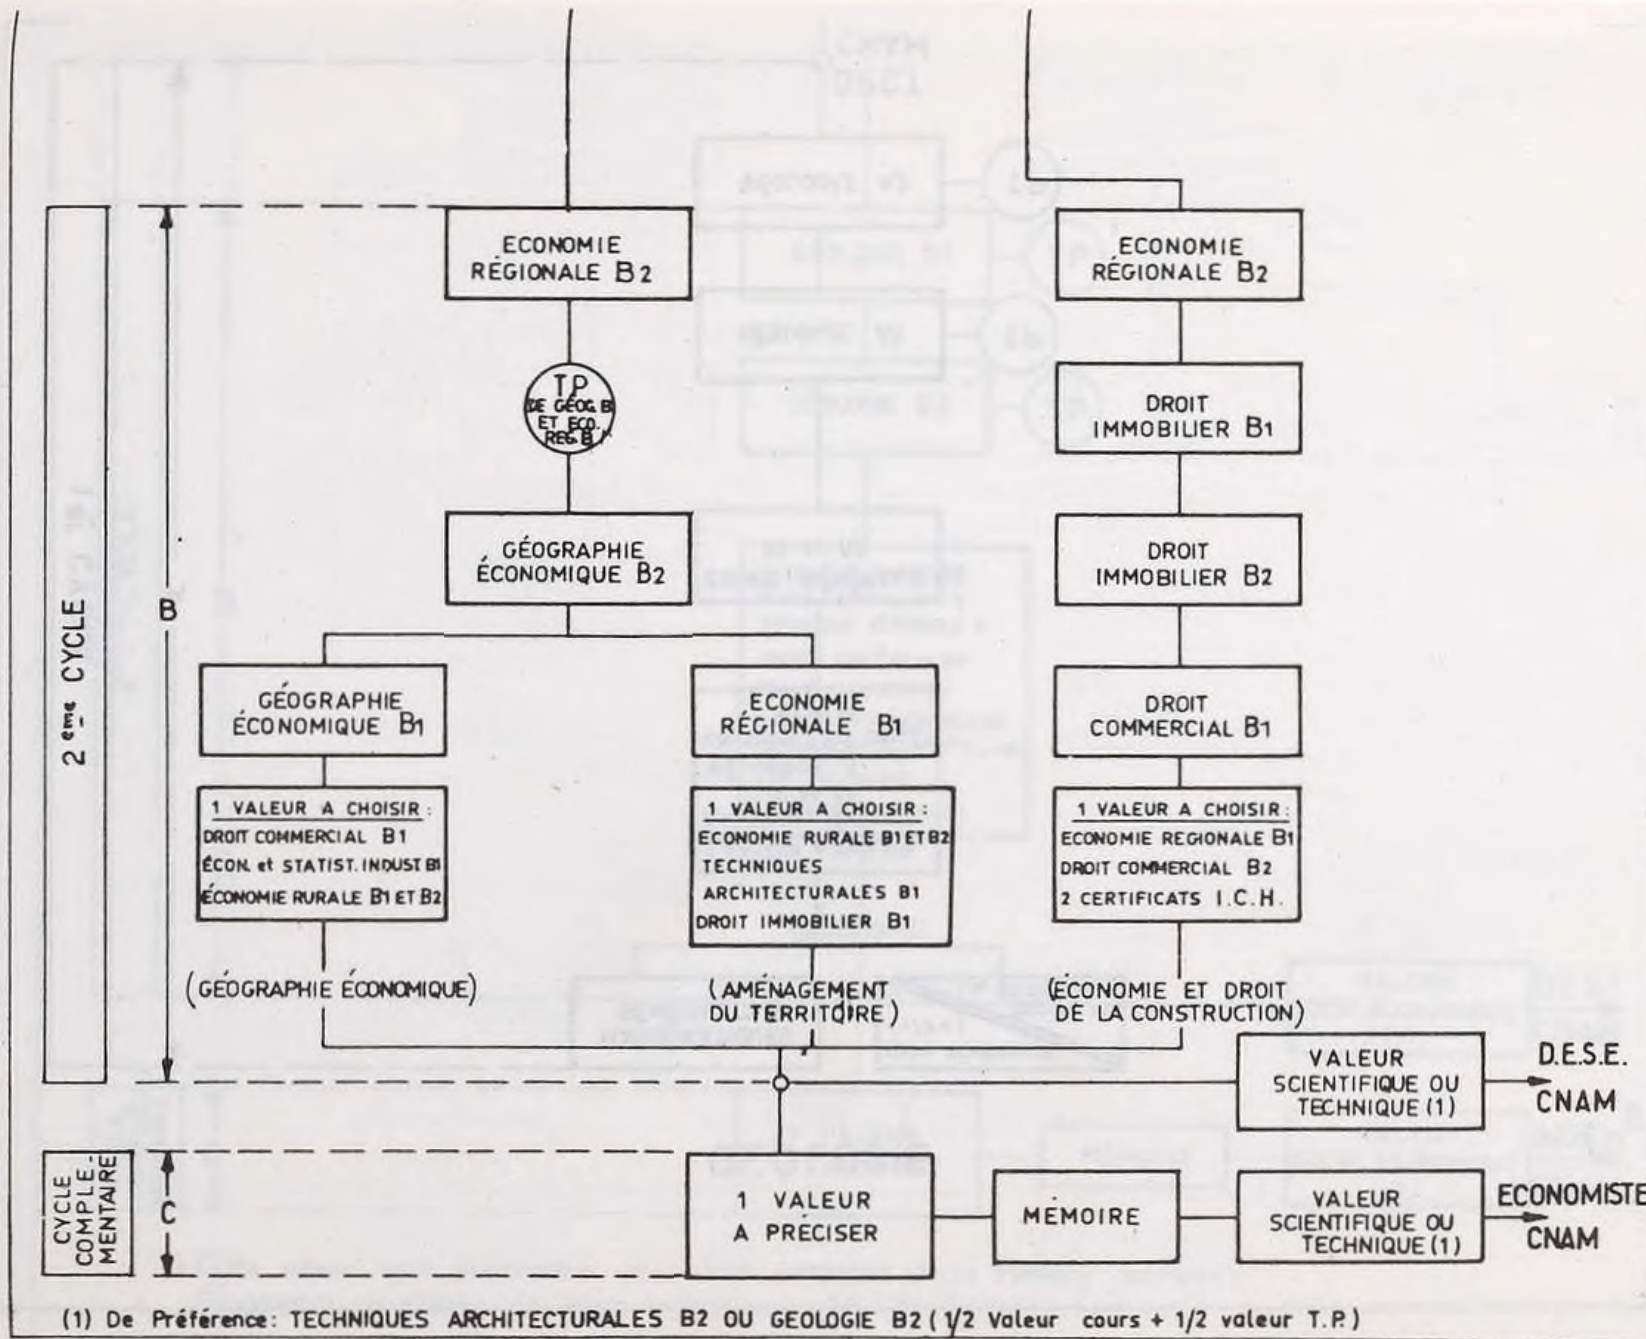 ECONOMIE
RÉGIONALE B2
ECONOMIE
RÉGIONALE B2
T.P
DE GÉOG. B
ET ECO.
REG. B
DROIT
IMMOBILIER B1
GÉOGRAPHIE
ÉCONOMIQUE B2
DROIT
IMMOBILIER B2
2eme CYCLE
B
GÉOGRAPHIE
ÉCONOMIQUE B1
ECONOMIE
RÉGIONALE B1
DROIT
COMMERCIAL B1
1 VALEUR A CHOISIR :
DROIT COMMERCIAL B1
ÉCON. et STATIST. INDUST B1
ÉCONOMIE RURALE B1 ET B2
1 VALEUR A CHOISIR :
ECONOMIE RURALE B1 ET B2
TECHNIQUES
ARCHITECTURALES B1
DROIT IMMOBILIER B1
1 VALEUR A CHOISIR :
ECONOMIE REGIONALE B1
DROIT COMMERCIAL B2
2 CERTIFICATS I.C.H.
(GÉOGRAPHIE ÉCONOMIQUE)
(AMÉNAGEMENT
DU TERRITOIRE)
(ÉCONOMIE ET DROIT
DE LA CONSTRUCTION)
VALEUR
SCIENTIFIQUE OU
TECHNIQUE (1)
D.E.S.E.
CNAM
CYCLE
COMPLE-
MENTAIRE
C
1 VALEUR
A PRÉCISER
MÉMOIRE
VALEUR
SCIENTIFIQUE OU
TECHNIQUE (1)
ECONOMISTE
CNAM
(1) De Préférence: TECHNIQUES ARCHITECTURALES B2 OU GEOLOGIE B2 (1/2 Valeur cours + 1/2 valeur T.P.)